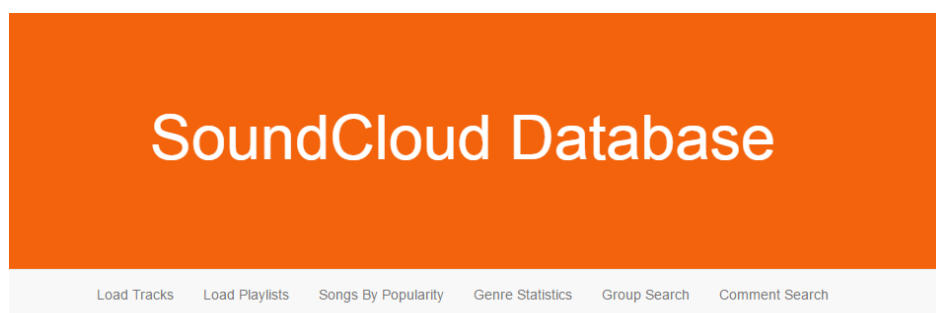 SoundCloud Database
Load Tracks Load Playlists Songs By Popularity Genre Statistics Group Search Comment Search